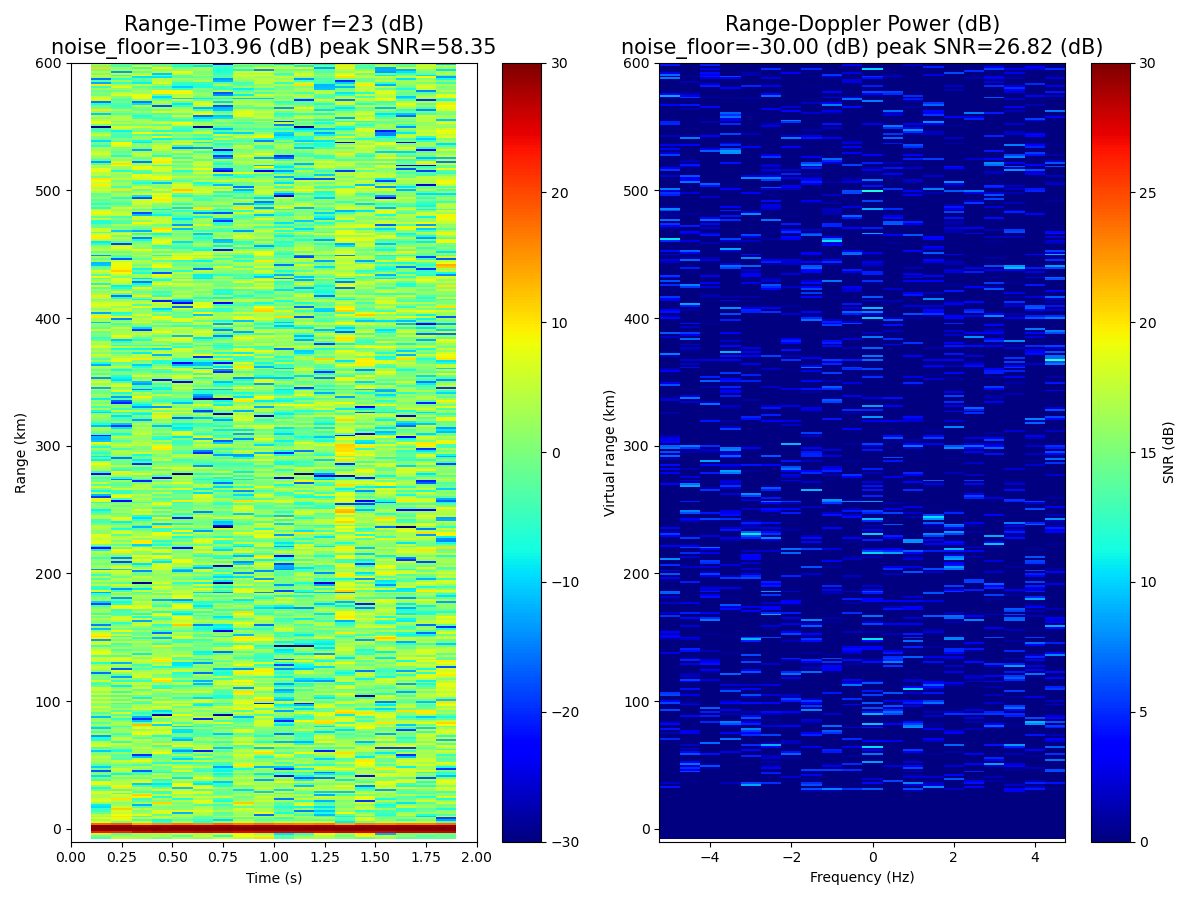 Range-Time Power f=23 (dB)
noise_floor=-103.96 (dB) peak SNR=58.35
Range-Doppler Power (dB)
noise_floor=-30.00 (dB) peak SNR=26.82 (dB)
600
500
400
300
200
100
0
Range (km)
0.00 0.25 0.50 0.75 1.00 1.25 1.50 1.75 2.00
Time (s)
30
20
10
0
−10
−20
−30
600
500
400
300
200
100
0
Virtual range (km)
−4 −2 0 2 4
Frequency (Hz)
30
25
20
15
10
5
0
SNR (dB)